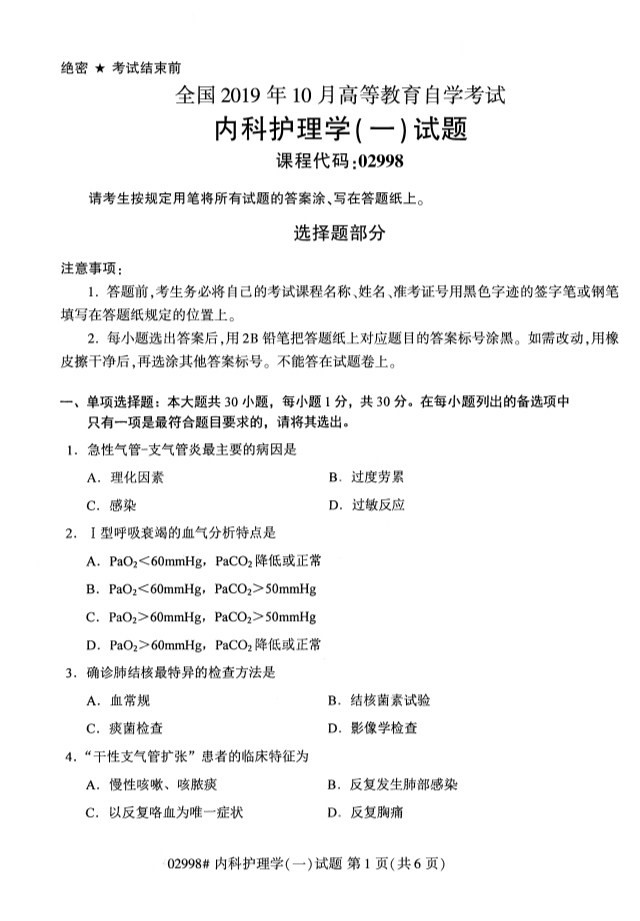 绝密 ★ 考试结束前
全国 2019 年 10 月高等教育自学考试
内科护理学(一)试题
课程代码:02998
请考生按规定用笔将所有试题的答案涂、写在答题纸上。
选择题部分
注意事项:
1. 答题前,考生务必将自己的考试课程名称、姓名、准考证号用黑色字迹的签字笔或钢笔
填写在答题纸规定的位置上。
2. 每小题选出答案后,用 2B 铅笔把答题纸上对应题目的答案标号涂黑。如需改动,用橡
皮擦干净后,再选涂其他答案标号。不能答在试题卷上。
一、单项选择题:本大题共 30 小题,每小题 1 分,共 30 分。在每小题列出的备选项中
只有一项是最符合题目要求的,请将其选出。
1. 急性气管-支气管炎最主要的病因是
A. 理化因素 B. 过度劳累
C. 感染 D. 过敏反应
2. Ⅰ型呼吸衰竭的血气分析特点是
A. PaO₂<60mmHg,PaCO₂降低或正常
B. PaO₂<60mmHg,PaCO₂>50mmHg
C. PaO₂>60mmHg,PaCO₂>50mmHg
D. PaO₂>60mmHg,PaCO₂降低或正常
3. 确诊肺结核最特异的检查方法是
A. 血常规 B. 结核菌素试验
C. 痰菌检查 D. 影像学检查
4. “干性支气管扩张”患者的临床特征为
A. 慢性咳嗽、咳脓痰 B. 反复发生肺部感染
C. 以反复咯血为唯一症状 D. 反复胸痛
02998# 内科护理学(一)试题 第 1 页(共 6 页)